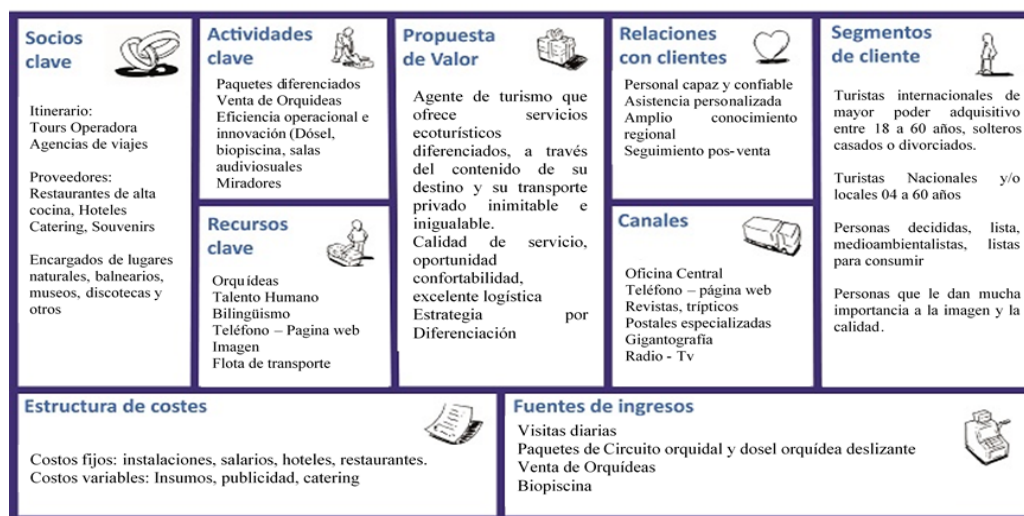 Socios
clave
Itinerario:
Tours Operadora
Agencias de viajes
Proveedores:
Restaurantes de alta
cocina, Hoteles
Catering, Souvenirs
Encargados de lugares
naturales, balnearios,
museos, discotecas y
otros
Actividades
clave
Paquetes diferenciados
Venta de Orquideas
Eficiencia operacional e
innovación (Dósel,
biopiscina, salas
audiviosuales
Miradores
Recursos
clave
Orquídeas
Talento Humano
Bilingüismo
Teléfono – Pagina web
Imagen
Flota de transporte
Propuesta
de Valor
Agente de turismo que
ofrece servicios
ecoturísticos
diferenciados, a través
del contenido de su
destino y su transporte
privado inimitable e
inigualable.
Calidad de servicio,
oportunidad
confortabilidad,
excelente logística
Estrategia por
Diferenciación
Relaciones
con clientes
Personal capaz y confiable
Asistencia personalizada
Amplio conocimiento
regional
Seguimiento pos-venta
Canales
Oficina Central
Teléfono – página web
Revistas, trípticos
Postales especializadas
Gigantografía
Radio - Tv
Segmentos
de cliente
Turistas internacionales de
mayor poder adquisitivo
entre 18 a 60 años, solteros
casados o divorciados.
Turistas Nacionales y/o
locales 04 a 60 años
Personas decididas, lista,
medioambientalistas, listas
para consumir
Personas que le dan mucha
importancia a la imagen y la
calidad.
Estructura de costes
Costos fijos: instalaciones, salarios, hoteles, restaurantes.
Costos variables: Insumos, publicidad, catering
Fuentes de ingresos
Visitas diarias
Paquetes de Circuito orquidal y dosel orquídea deslizante
Venta de Orquídeas
Biopiscina